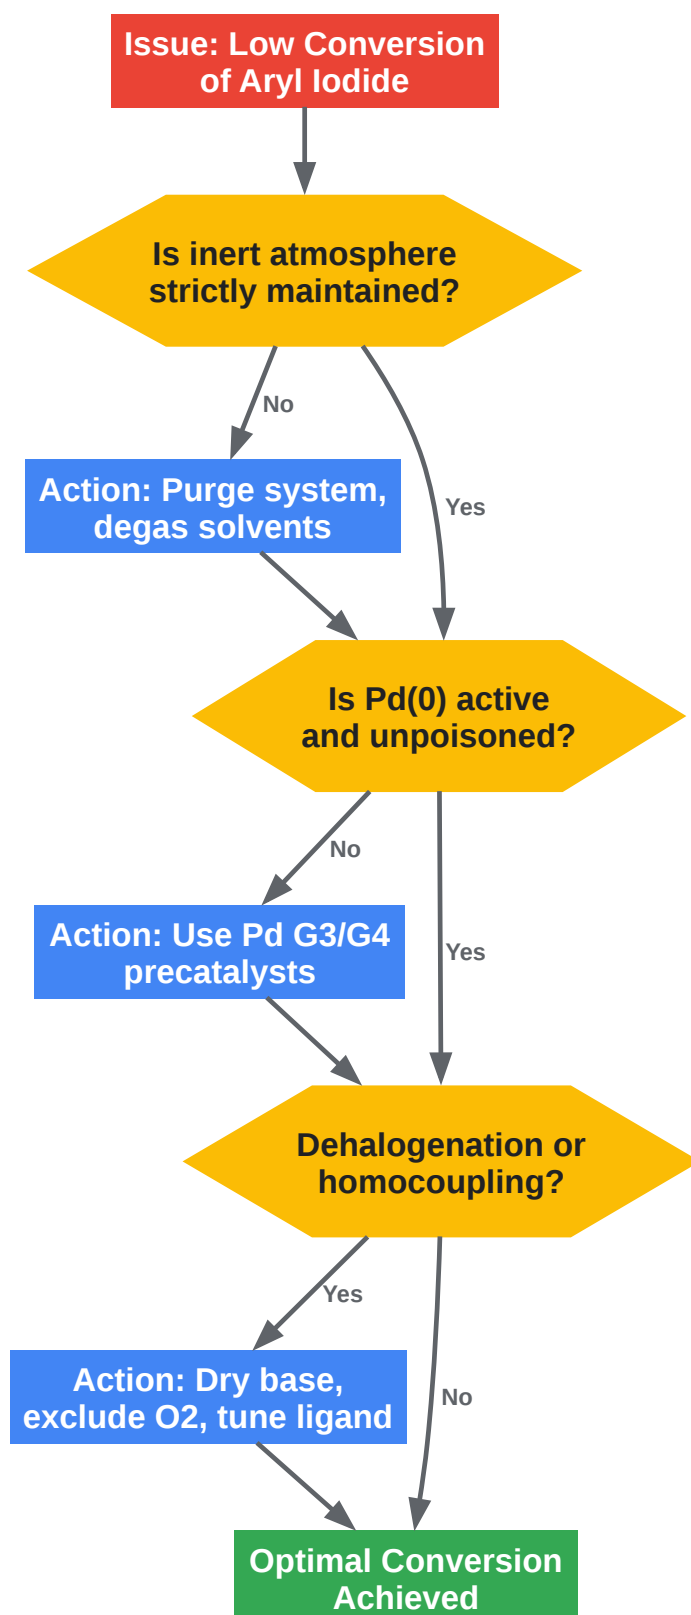 Issue: Low Conversion
of Aryl Iodide
Is inert atmosphere
strictly maintained?
No
Action: Purge system,
degas solvents
Yes
Is Pd(0) active
and unpoisoned?
No
Action: Use Pd G3/G4
precatalysts
Yes
Dehalogenation or
homocoupling?
Yes
Action: Dry base,
exclude O2, tune ligand
No
Optimal Conversion
Achieved